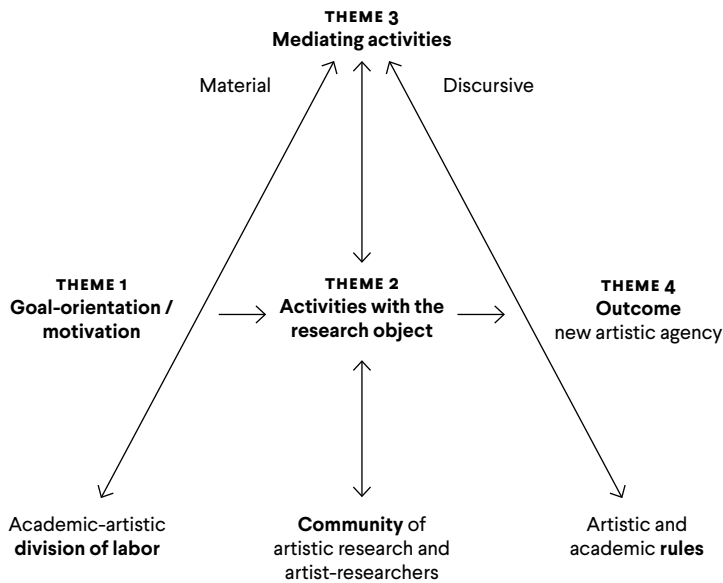 THEME 3
Mediating activities
Material
Discursive
THEME 1
Goal-orientation /
motivation
THEME 2
Activities with the
research object
THEME 4
Outcome
new artistic agency
Academic-artistic
division of labor
Community of
artistic research and
artist-researchers
Artistic and
academic rules